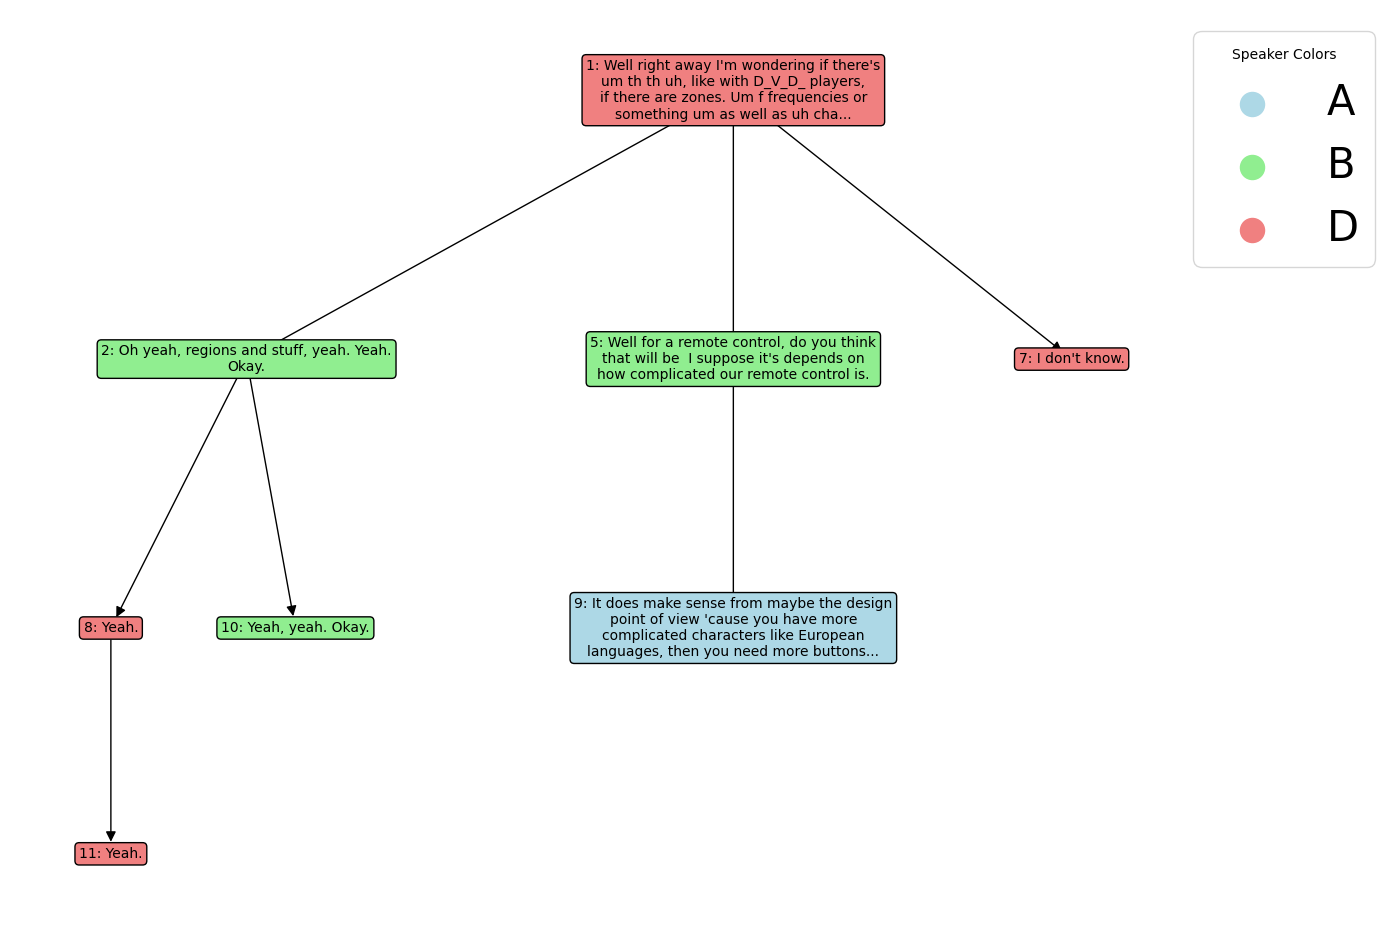 1: Well right away I'm wondering if there's
um th th uh, like with D_V_D_ players,
if there are zones. Um f frequencies or
something um as well as uh cha...
Speaker Colors
A
B
D
2: Oh yeah, regions and stuff, yeah. Yeah.
Okay.
5: Well for a remote control, do you think
that will be  I suppose it's depends on
how complicated our remote control is.
7: I don't know.
8: Yeah.
10: Yeah, yeah. Okay.
9: It does make sense from maybe the design
point of view 'cause you have more
complicated characters like European
languages, then you need more buttons...
11: Yeah.